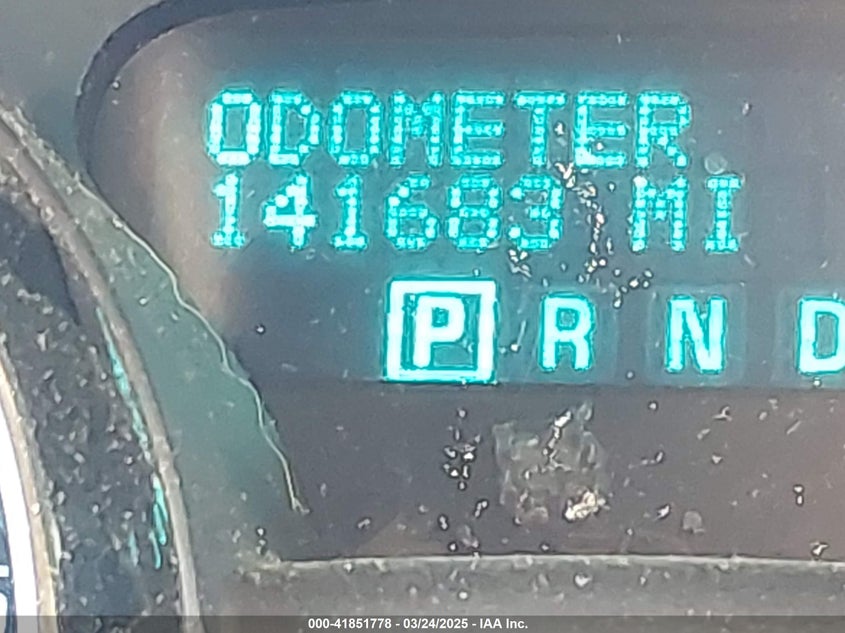 ODOMETER
141683 MI
P R N D
000-41851778 - 03/24/2025 - IAA Inc.